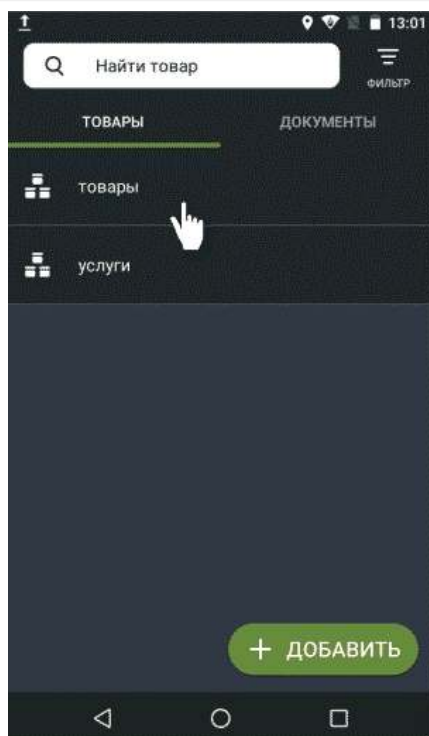 13:01
Найти товар
ФИЛЬТР
ТОВАРЫ
ДОКУМЕНТЫ
товары
услуги
+ ДОБАВИТЬ